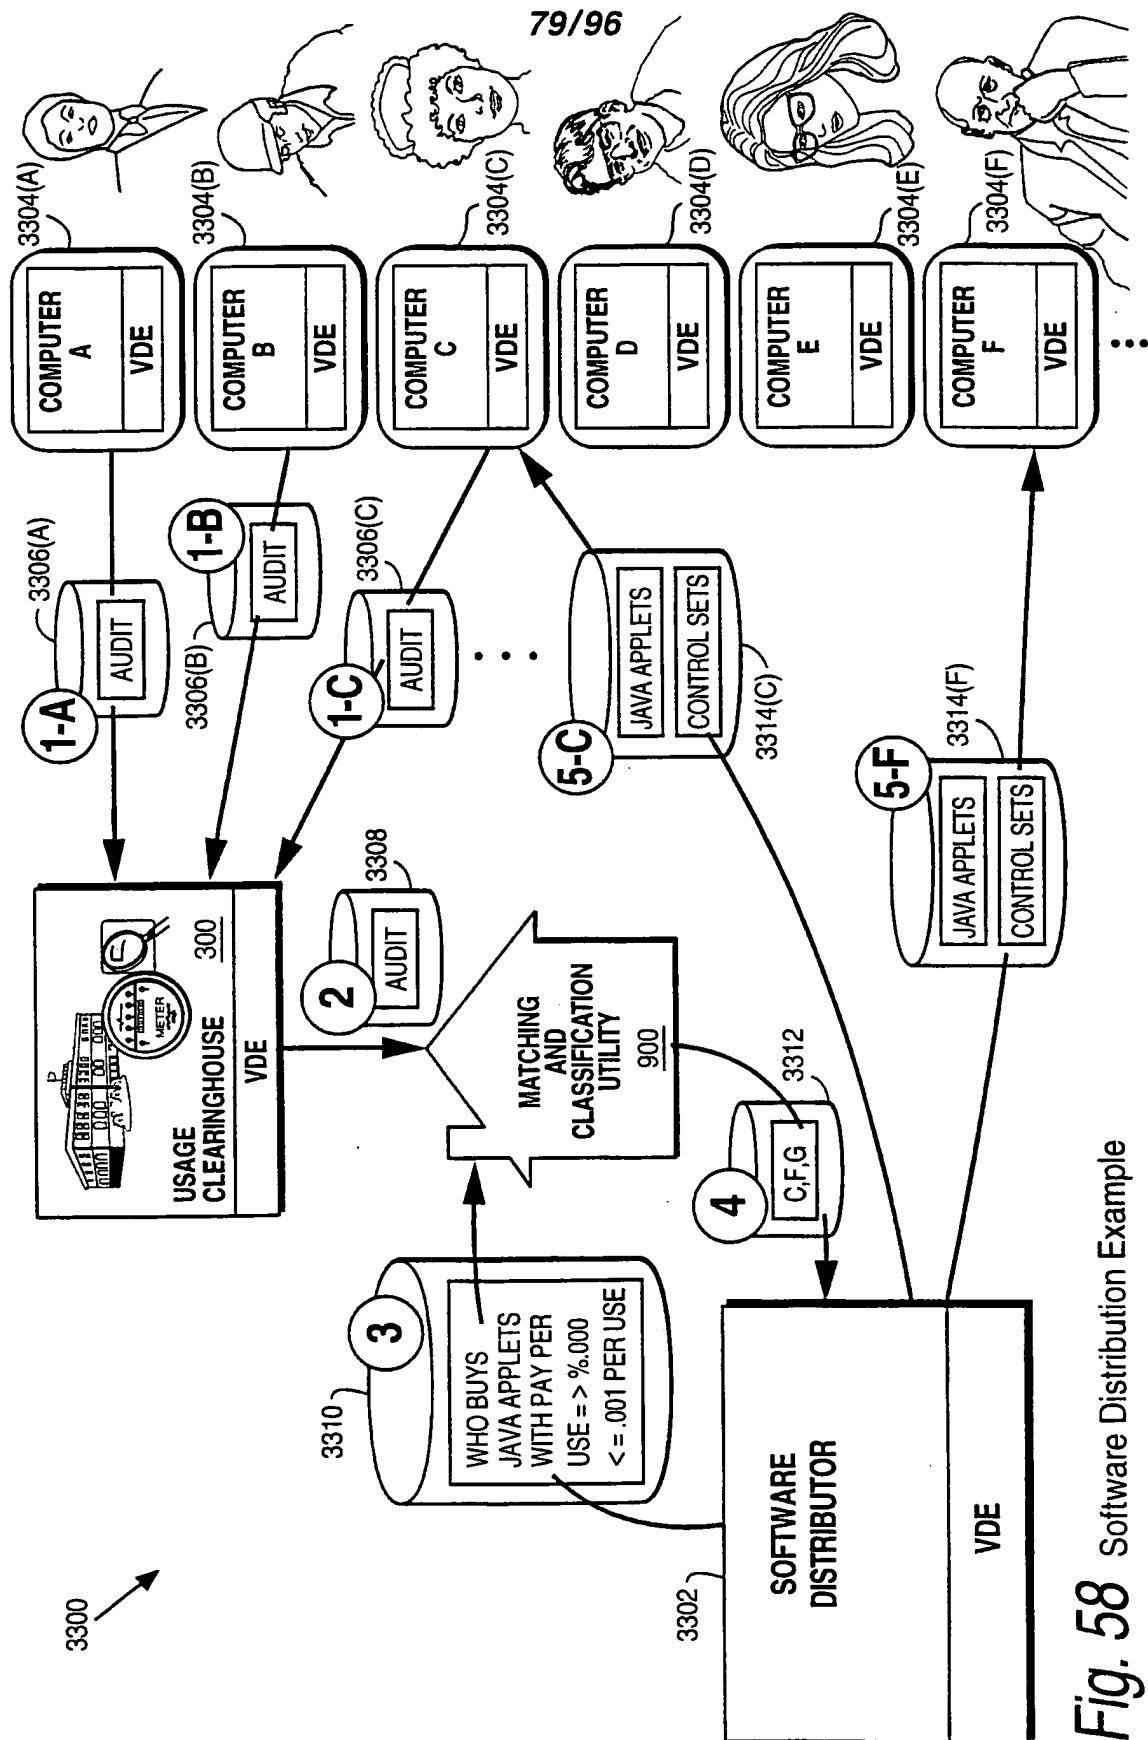 79/96
3300
USAGE
CLEARINGHOUSE
300
METER
VDE
1-A
3306(A)
AUDIT
1-B
3306(B)
AUDIT
1-C
3306(C)
AUDIT
COMPUTER
A
VDE
3304(A)
COMPUTER
B
VDE
3304(B)
COMPUTER
C
VDE
3304(C)
COMPUTER
D
VDE
3304(D)
COMPUTER
E
VDE
3304(E)
COMPUTER
F
VDE
3304(F)
2
3308
AUDIT
MATCHING
AND
CLASSIFICATION
UTILITY
900
3310
3
WHO BUYS
JAVA APPLETS
WITH PAY PER
USE = > %.000
< = .001 PER USE
4
3312
C,F,G
5-C
JAVA APPLETS
CONTROL SETS
3314(C)
5-F
JAVA APPLETS
CONTROL SETS
3314(F)
3302
SOFTWARE
DISTRIBUTOR
VDE
Fig. 58 Software Distribution Example